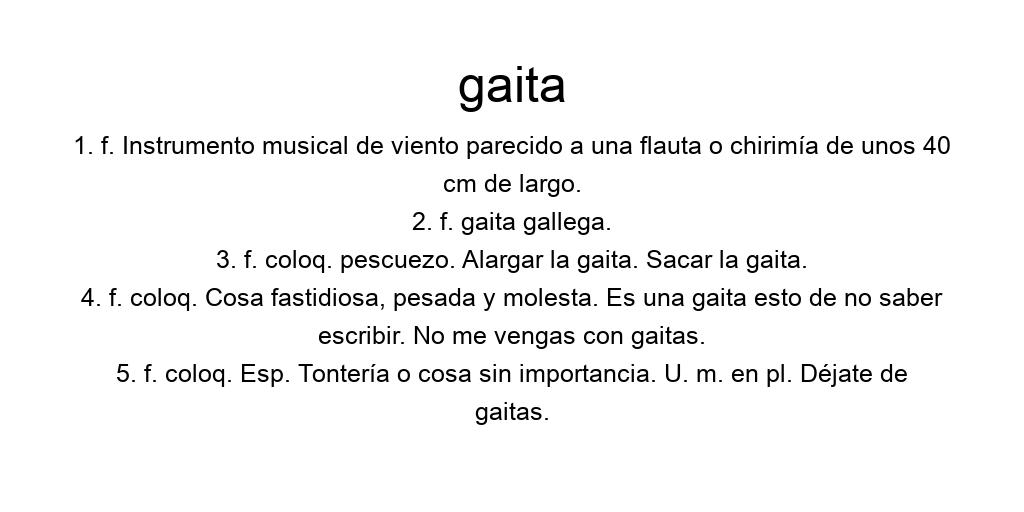 gaita
1. f. Instrumento musical de viento parecido a una flauta o chirimía de unos 40
cm de largo.
2. f. gaita gallega.
3. f. coloq. pescuezo. Alargar la gaita. Sacar la gaita.
4. f. coloq. Cosa fastidiosa, pesada y molesta. Es una gaita esto de no saber
escribir. No me vengas con gaitas.
5. f. coloq. Esp. Tontería o cosa sin importancia. U. m. en pl. Déjate de
gaitas.